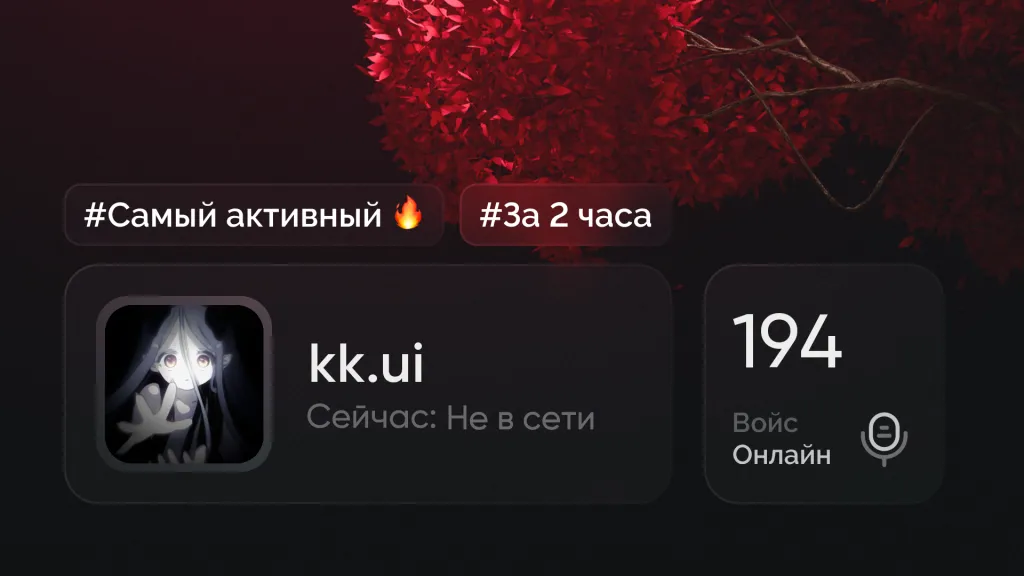 #Самый активный 🔥 #За 2 часа
kk.ui
Сейчас: Не в сети
194
Войс
Онлайн